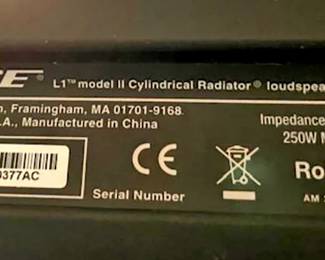 L1™ model II Cylindrical Radiator® loudspea
, Framingham, MA 01701-9168
.A., Manufactured in China
Impedance
250W
CE
0377AC
Serial Number
Ro
AM